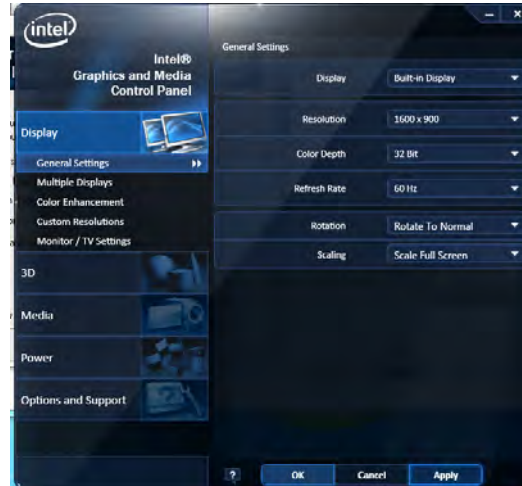 intel
Intel®
Graphics and Media
Control Panel
Display
General Settings
Multiple Displays
Color Enhancement
Custom Resolutions
Monitor / TV Settings
3D
Media
Power
Options and Support
General Settings
Display Built-in Display
Resolution 1600 x 900
Color Depth 32 Bit
Refresh Rate 60 Hz
Rotation Rotate To Normal
Scaling Scale Full Screen
? OK Cancel Apply